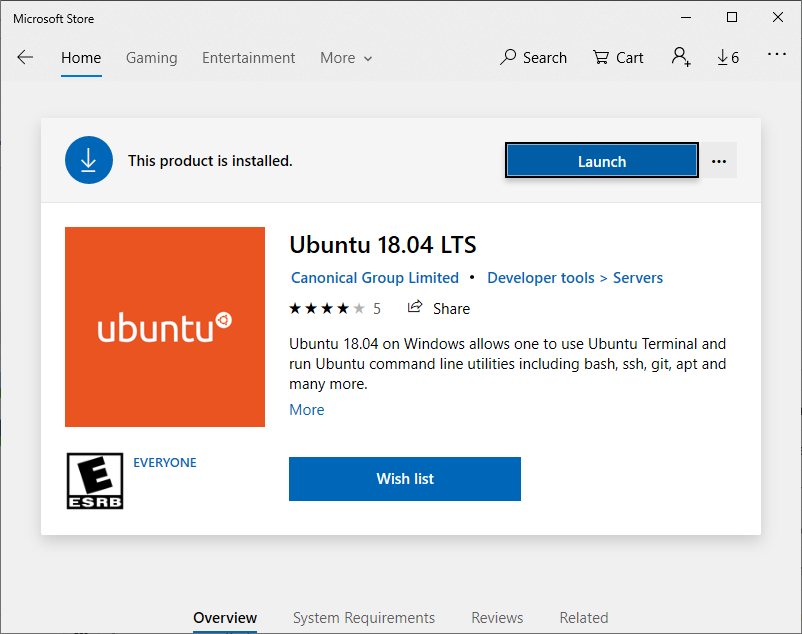 Microsoft Store
Home Gaming Entertainment More Search Cart 6
This product is installed. Launch
Ubuntu 18.04 LTS
Canonical Group Limited • Developer tools > Servers
5 Share
ubuntu
Ubuntu 18.04 on Windows allows one to use Ubuntu Terminal and
run Ubuntu command line utilities including bash, ssh, git, apt and
many more.
More
E
ESRB
EVERYONE
Wish list
Overview System Requirements Reviews Related